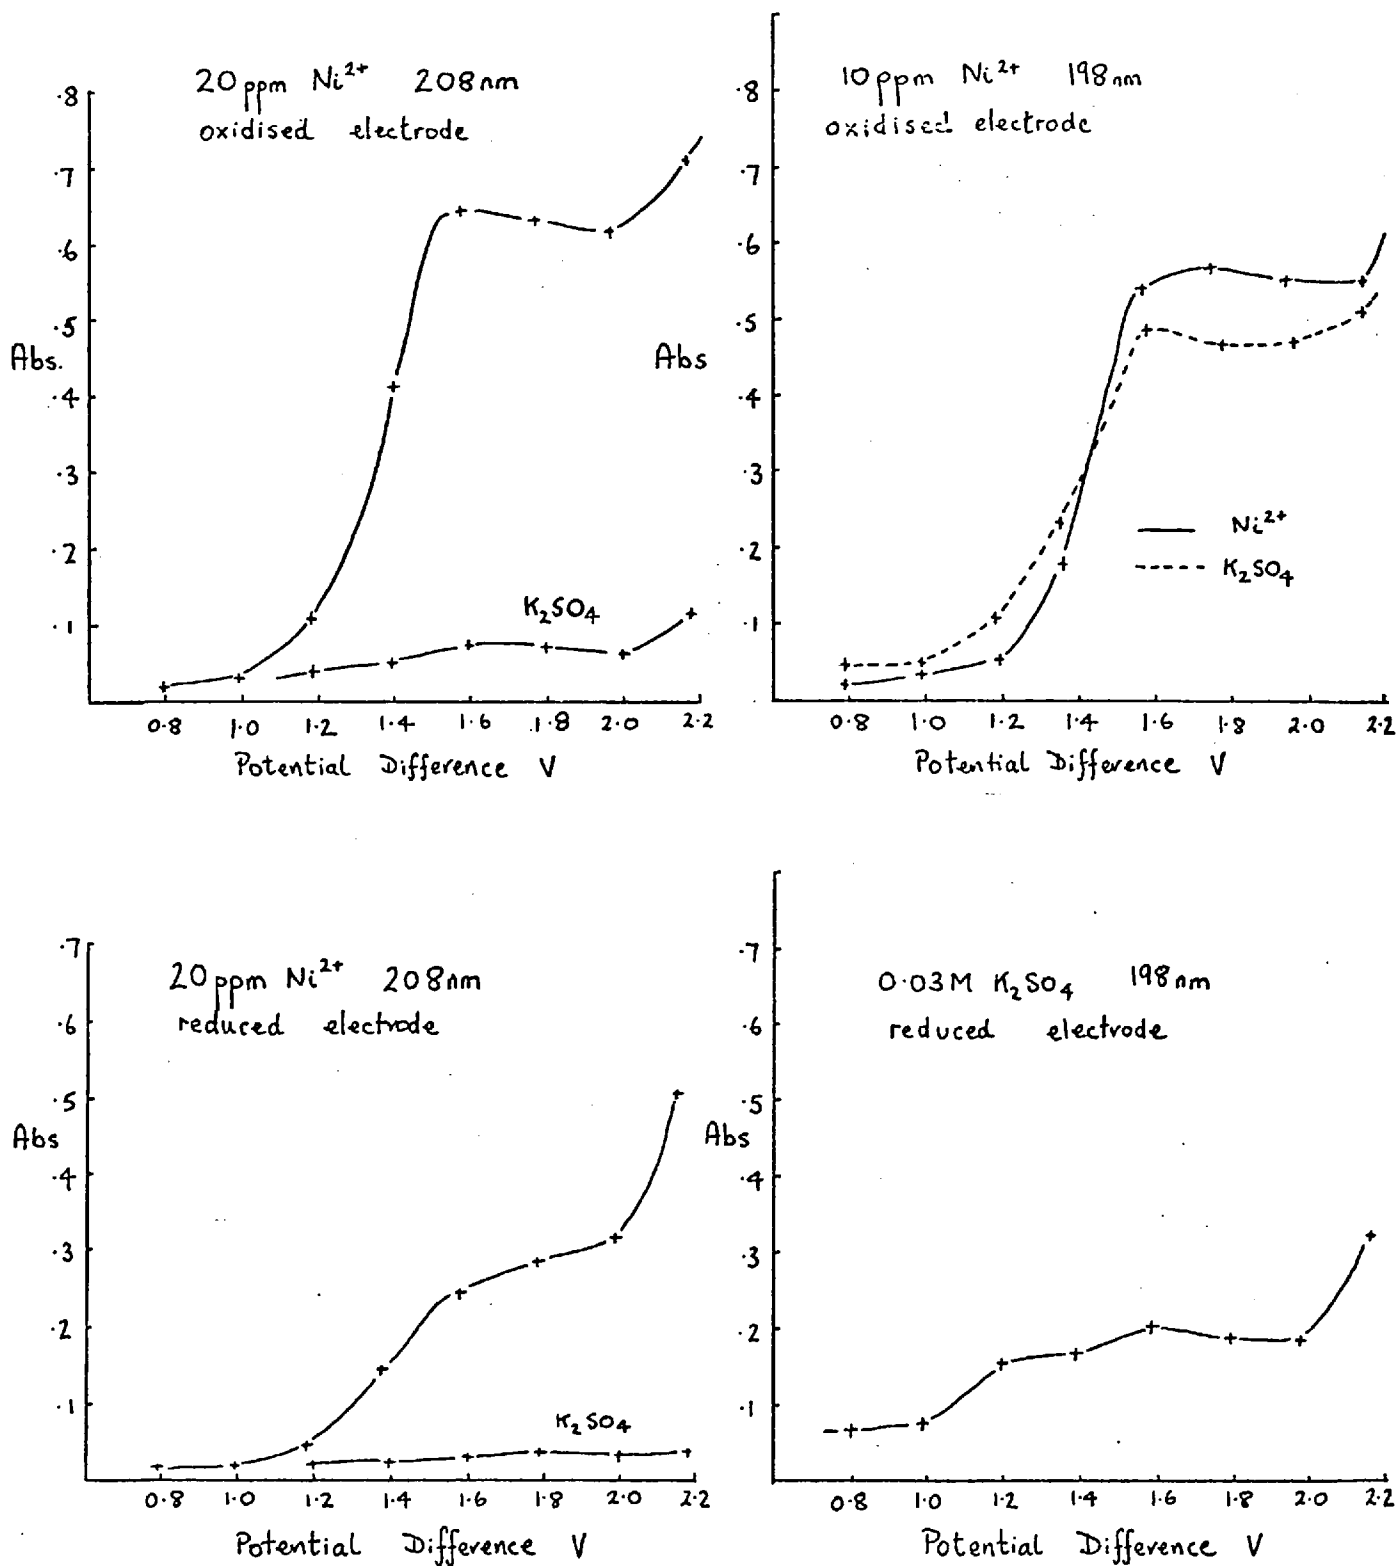 20ppm Ni²⁺ 208nm
oxidised electrode
.8
.7
.6
.5
.4
.3
.2
.1
Abs.
K₂SO₄
0.8 1.0 1.2 1.4 1.6 1.8 2.0 2.2
Potential Difference V
10ppm Ni²⁺ 198nm
oxidised electrode
.8
.7
.6
.5
.4
.3
.2
.1
Abs
Ni²⁺
K₂SO₄
0.8 1.0 1.2 1.4 1.6 1.8 2.0 2.2
Potential Difference V
20ppm Ni²⁺ 208nm
reduced electrode
.7
.6
.5
.4
.3
.2
.1
Abs
K₂SO₄
0.8 1.0 1.2 1.4 1.6 1.8 2.0 2.2
Potential Difference V
0.03M K₂SO₄ 198nm
reduced electrode
.7
.6
.5
.4
.3
.2
.1
Abs
0.8 1.0 1.2 1.4 1.6 1.8 2.0 2.2
Potential Difference V